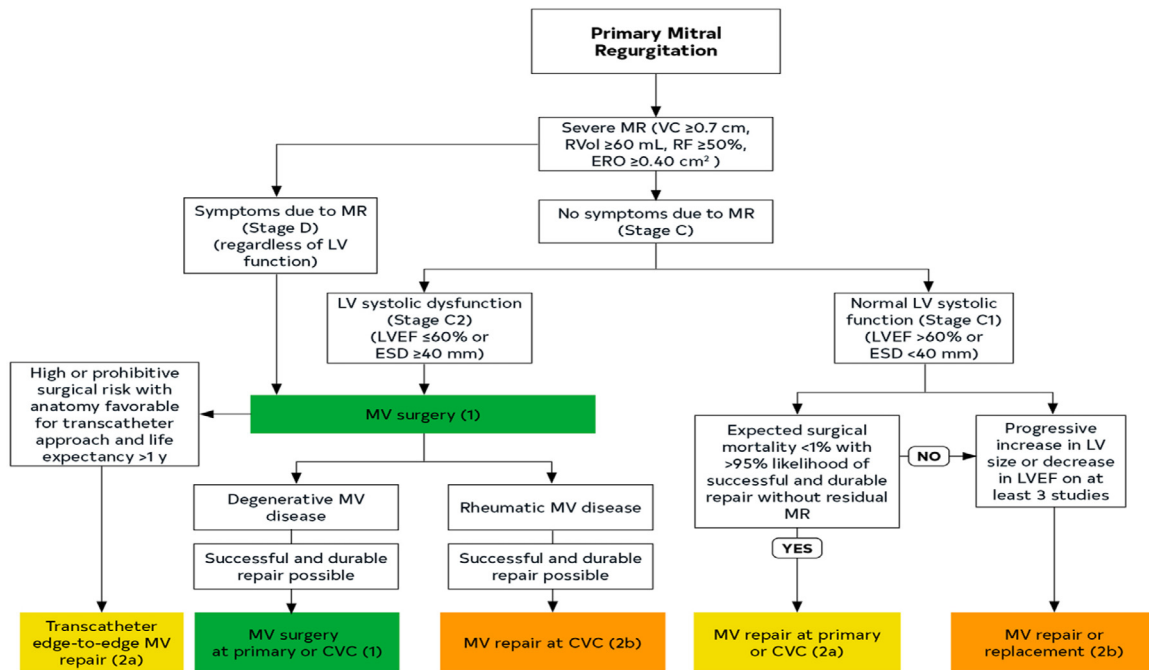 Primary Mitral
Regurgitation
Severe MR (VC ≥0.7 cm,
RVol ≥60 mL, RF ≥50%,
ERO ≥0.40 cm²)
Symptoms due to MR
(Stage D)
(regardless of LV
function)
No symptoms due to MR
(Stage C)
LV systolic dysfunction
(Stage C2)
(LVEF ≤60% or
ESD ≥40 mm)
Normal LV systolic
function (Stage C1)
(LVEF >60% or
ESD <40 mm)
High or prohibitive
surgical risk with
anatomy favorable
for transcatheter
approach and life
expectancy >1 y
MV surgery (1)
Expected surgical
mortality <1% with
>95% likelihood of
successful and durable
repair without residual
MR
NO
Progressive
increase in LV
size or decrease
in LVEF on at
least 3 studies
Degenerative MV
disease
Rheumatic MV disease
YES
Successful and durable
repair possible
Successful and durable
repair possible
Transcatheter
edge-to-edge MV
repair (2a)
MV surgery
at primary or CVC (1)
MV repair at CVC (2b)
MV repair at primary
or CVC (2a)
MV repair or
replacement (2b)